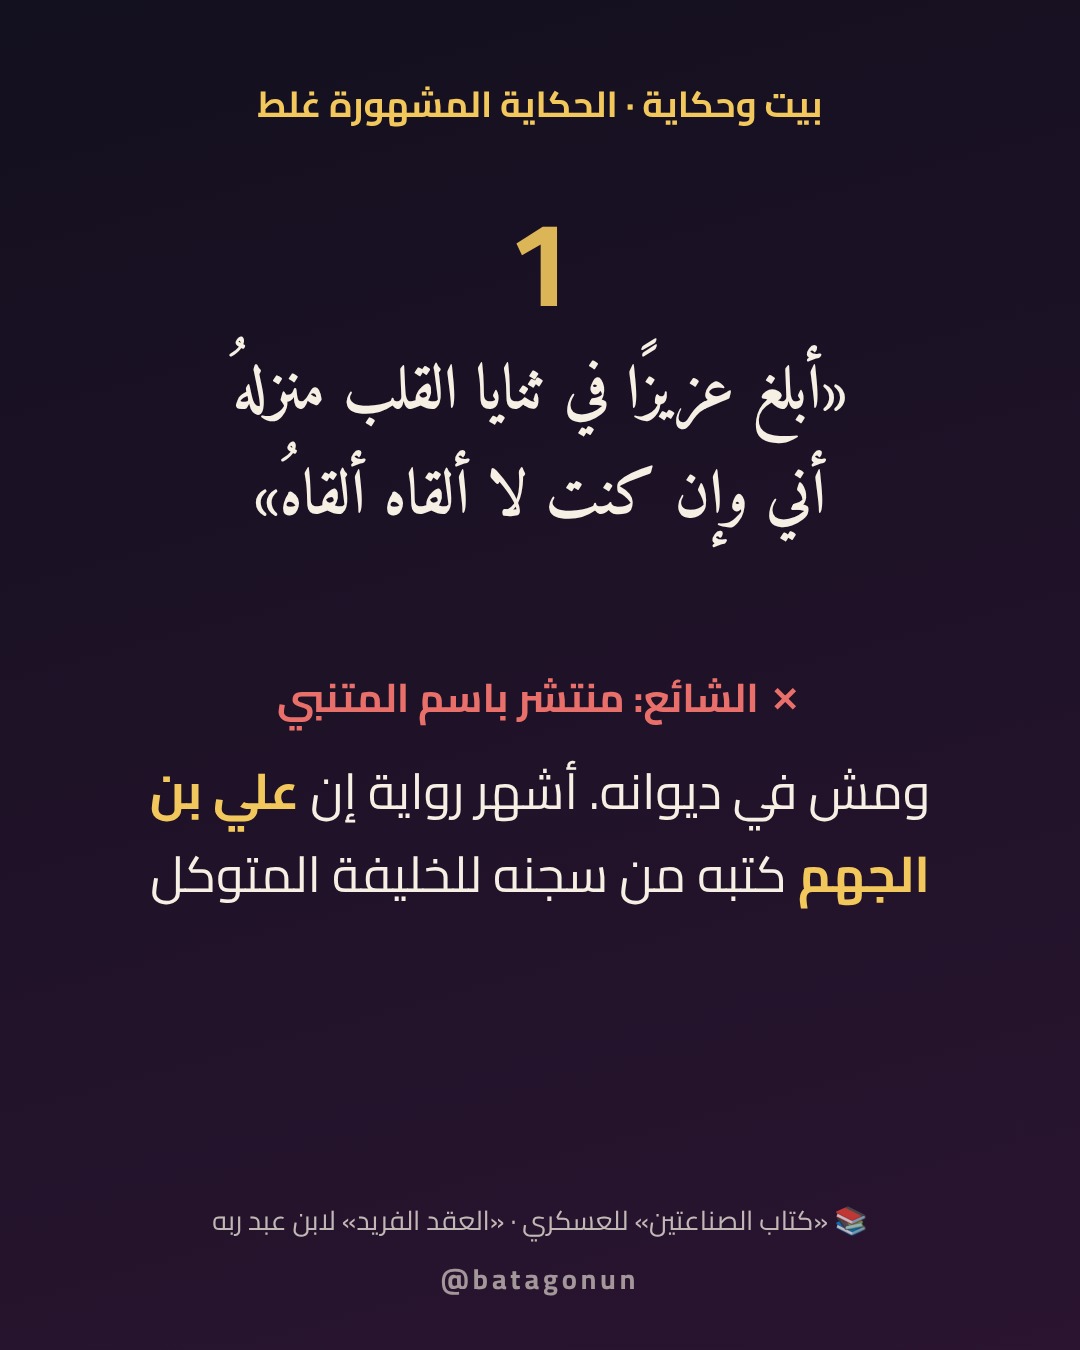 بيت وحكاية · الحكاية المشهورة غلط
1
«أبلغ عزيزًا في ثنايا القلب منزلهُ
أني وإن كنت لا ألقاه ألقاهُ»
× الشائع: منتشر باسم المتنبي
ومش في ديوانه. أشهر رواية إن علي بن
الجهم كتبه من سجنه للخليفة المتوكل
📚 «كتاب الصناعتين» للعسكري · «العقد الفريد» لابن عبد ربه
@batagonun